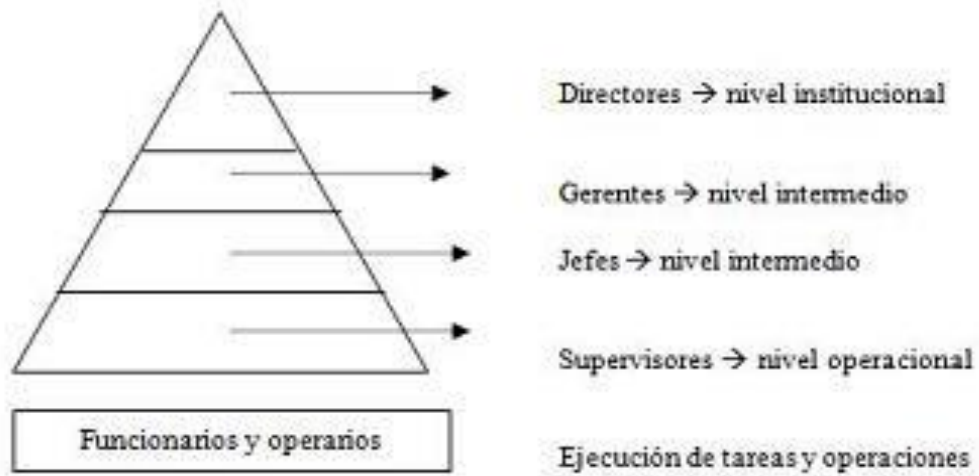 Directores → nivel institucional
Gerentes → nivel intermedio
Jefes → nivel intermedio
Supervisores → nivel operacional
Funcionarios y operarios
Ejecución de tareas y operaciones